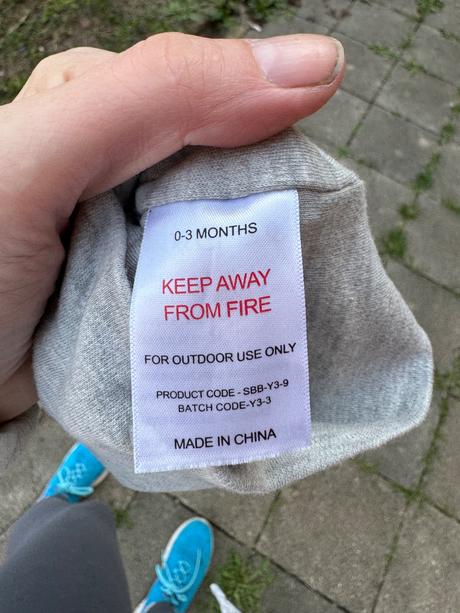 0-3 MONTHS
KEEP AWAY
FROM FIRE
FOR OUTDOOR USE ONLY
PRODUCT CODE - SBB-Y3-9
BATCH CODE-Y3-3
MADE IN CHINA